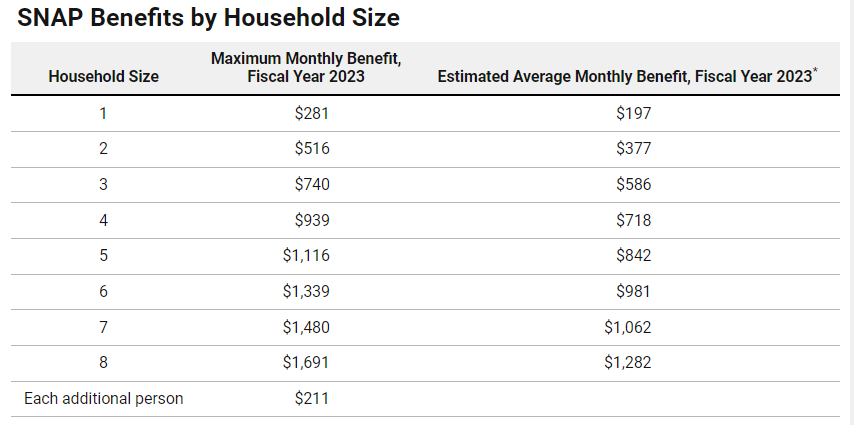 SNAP Benefits by Household Size
Household Size Maximum Monthly Benefit, Fiscal Year 2023 Estimated Average Monthly Benefit, Fiscal Year 2023*
1 $281 $197
2 $516 $377
3 $740 $586
4 $939 $718
5 $1,116 $842
6 $1,339 $981
7 $1,480 $1,062
8 $1,691 $1,282
Each additional person $211